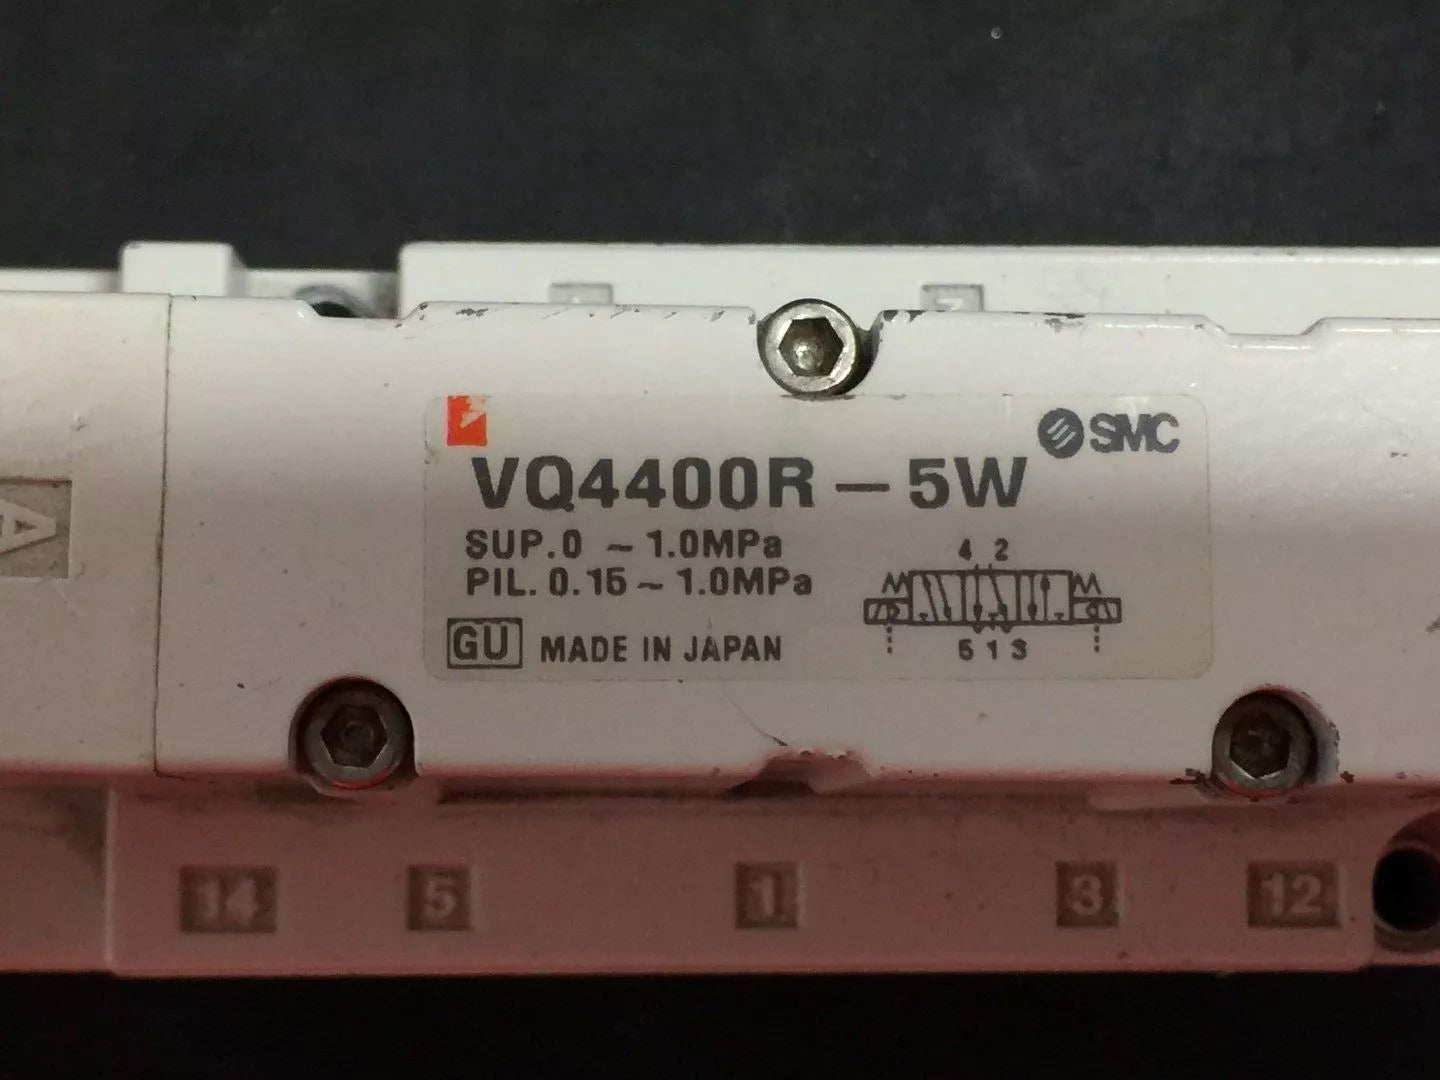 SMC
VQ4400R-5W
SUP.0 ~ 1.0MPa
PIL. 0.15~ 1.0MPa
4 2
5 1 3
GU MADE IN JAPAN
A
14 5 1 3 12